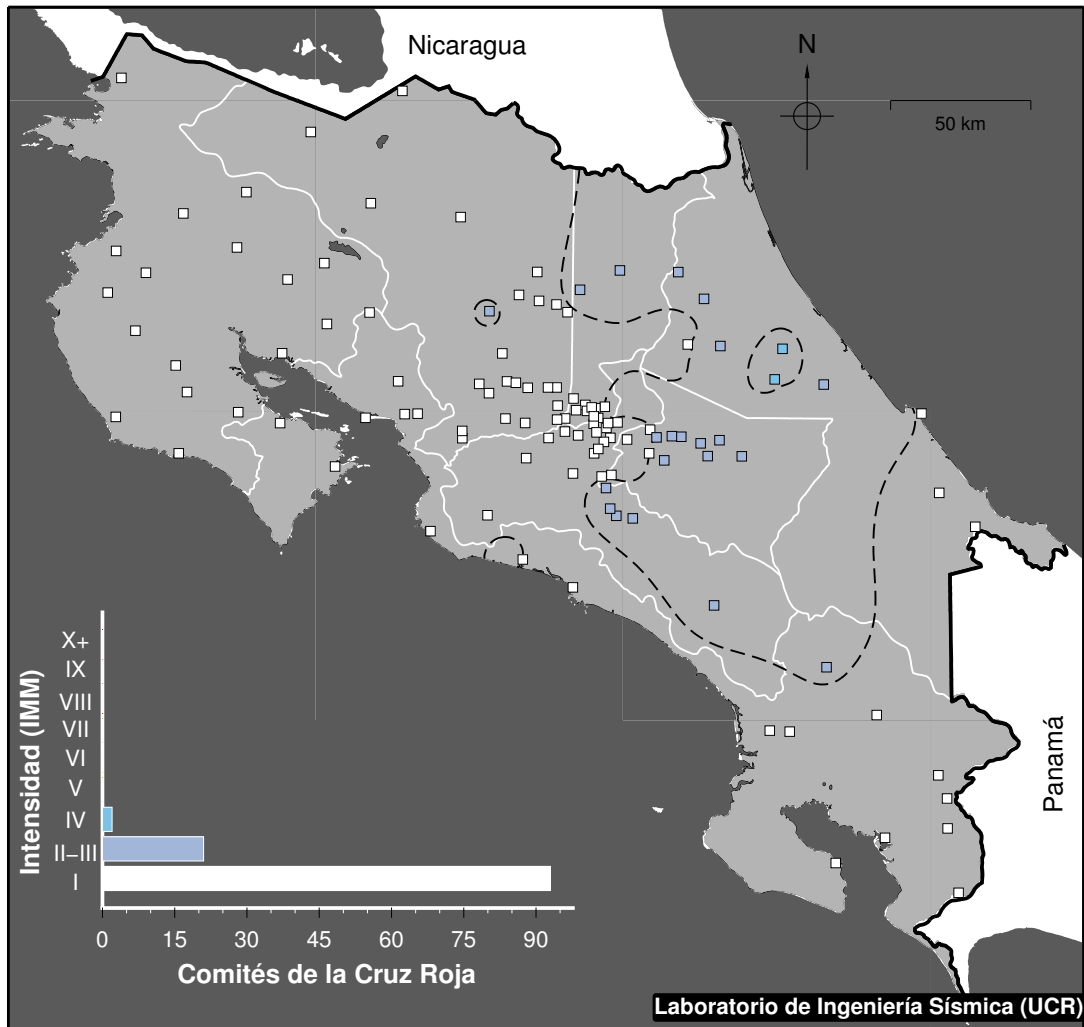 Nicaragua
N
50 km
Panamá
Intensidad (IMM)
X+
IX
VIII
VII
VI
V
IV
II–III
I
0 15 30 45 60 75 90
Comités de la Cruz Roja
Laboratorio de Ingeniería Sísmica (UCR)